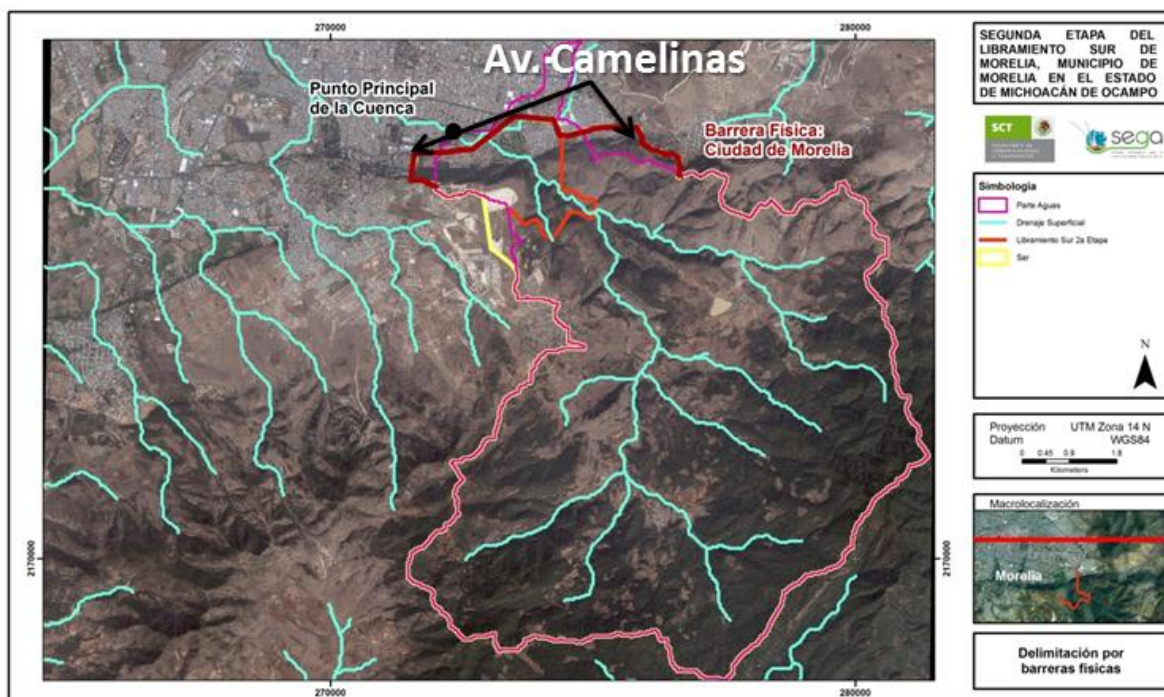 270000
280000
Av. Camelinas
Punto Principal
de la Cuenca
Barrera Física:
Ciudad de Morelia
2170000
2170000
270000
280000
SEGUNDA ETAPA DEL
LIBRAMIENTO SUR DE
MORELIA, MUNICIPIO DE
MORELIA EN EL ESTADO
DE MICHOACÁN DE OCAMPO
SCT
sega
Simbología
Parte Aguas
Drenaje Superficial
Libramiento Sur 2a Etapa
Sar
N
Proyección UTM Zona 14 N
Datum WGS84
0 0.45 0.9 1.8
Kilometers
Macrolocalización
Morelia
Delimitación por
barreras físicas